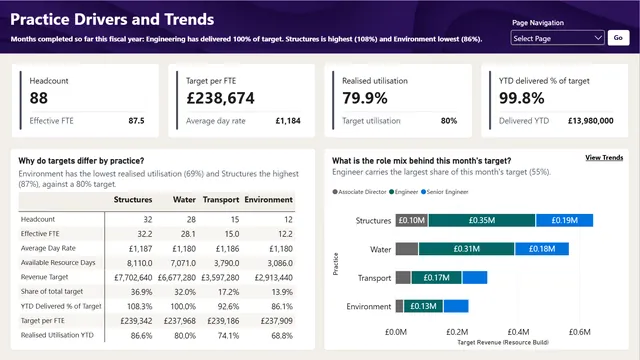 Practice Drivers and Trends
Months completed so far this fiscal year: Engineering has delivered 100% of target. Structures is highest (108%) and Environment lowest (86%).
Page Navigation
Select Page
Go
Headcount
88
Effective FTE 87.5
Target per FTE
£238,674
Average day rate £1,184
Realised utilisation
79.9%
Target utilisation 80%
YTD delivered % of target
99.8%
Delivered YTD £13,980,000
Why do targets differ by practice?
Environment has the lowest realised utilisation (69%) and Structures the highest
(87%), against a 80% target.
Structures Water Transport Environment
Headcount 32 28 15 12
Effective FTE 32.2 28.1 15.0 12.2
Average Day Rate £1,187 £1,180 £1,186 £1,180
Available Resource Days 8,110.0 7,071.0 3,790.0 3,086.0
Revenue Target £7,702,640 £6,677,280 £3,597,280 £2,913,440
Share of total target 36.9% 32.0% 17.2% 13.9%
YTD Delivered % of Target 108.3% 100.0% 92.6% 86.1%
Target per FTE £239,342 £237,968 £239,186 £237,909
Realised Utilisation YTD 86.6% 80.0% 74.1% 68.8%
What is the role mix behind this month's target?
View Trends
Engineer carries the largest share of this month's target (55%).
Associate Director Engineer Senior Engineer
Practice
Structures £0.10M £0.35M £0.19M
Water £0.31M £0.18M
Transport £0.17M
Environment £0.13M
£0.0M £0.2M £0.4M £0.6M
Target Revenue (Resource Build)